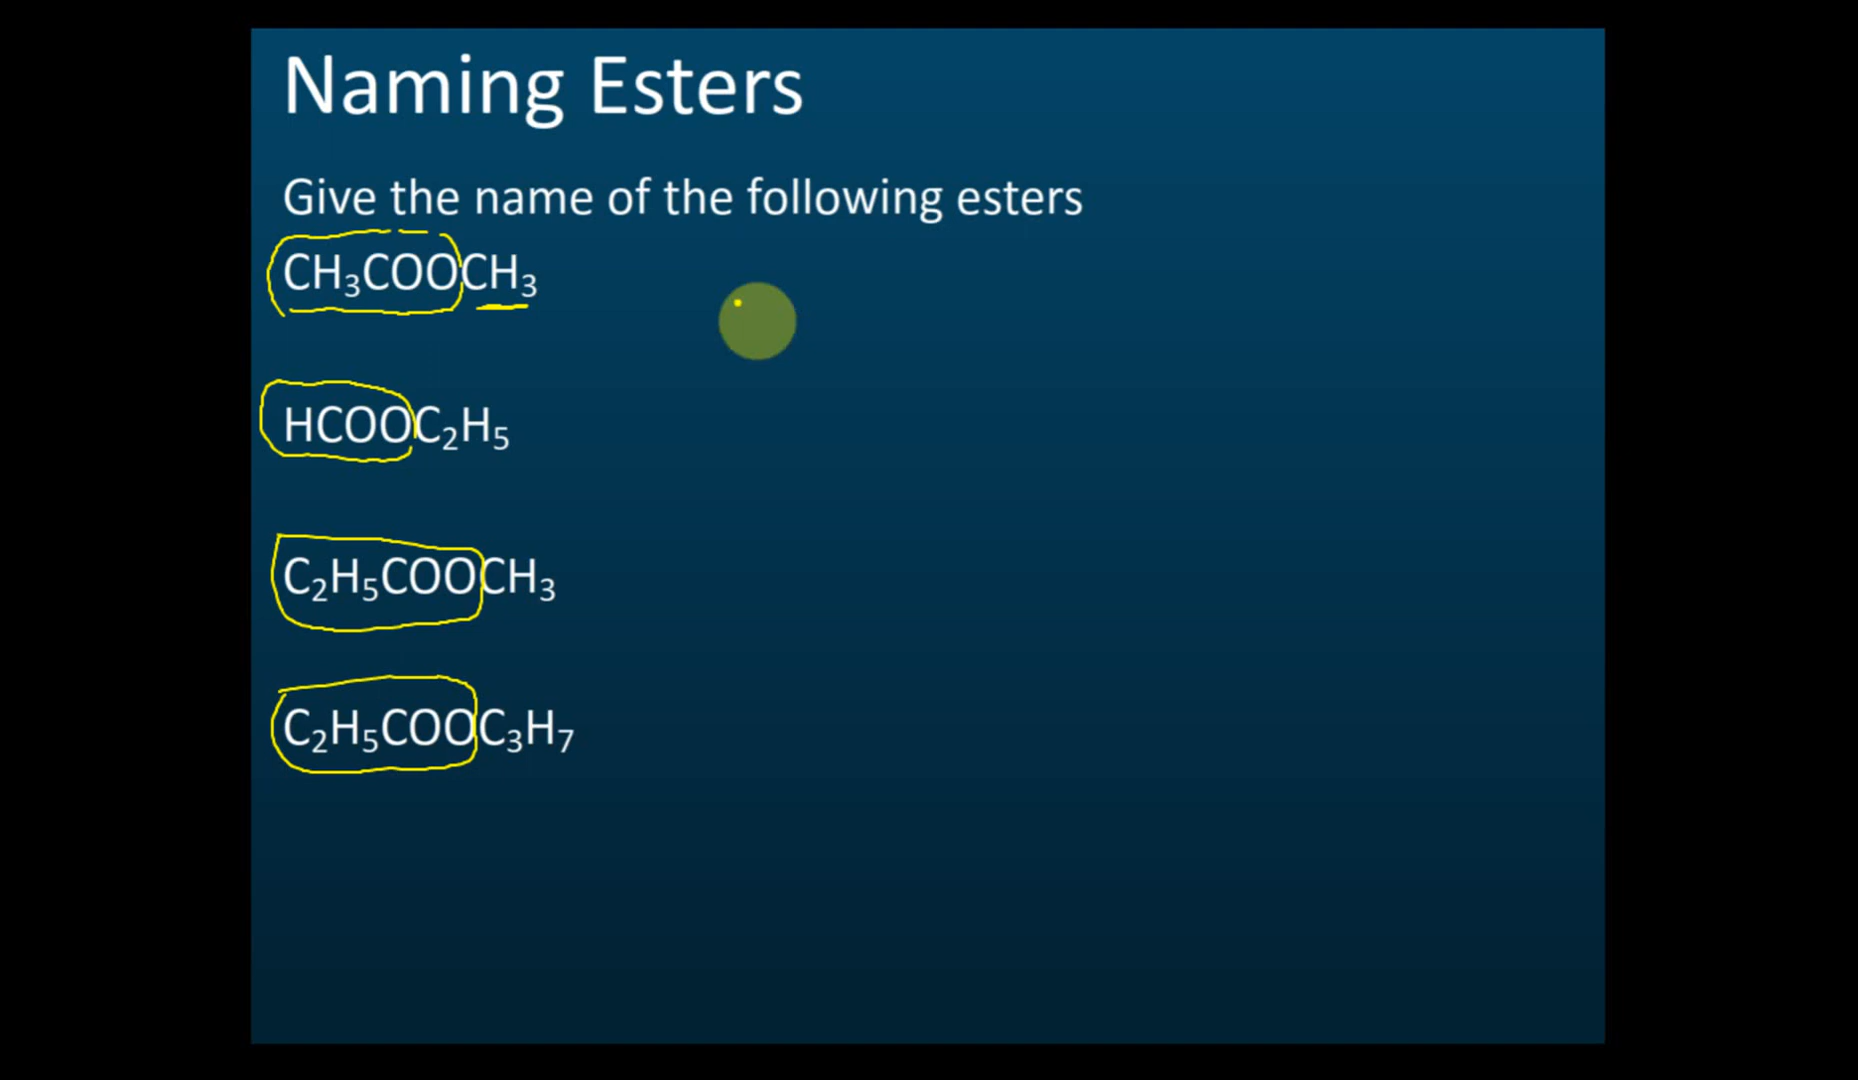 Naming Esters
Give the name of the following esters
CH₃COOCH₃
HCOOC₂H₅
C₂H₅COOCH₃
C₂H₅COOC₃H₇